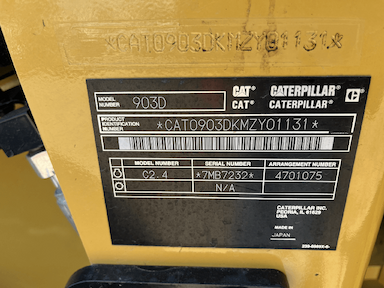 *CAT0903DKMZY01131*
MODEL NUMBER 903D CAT CATERPILLAR
CAT CATERPILLAR
PRODUCT IDENTIFICATION NUMBER *CAT0903DKMZY01131*
MODEL NUMBER SERIAL NUMBER ARRANGEMENT NUMBER
C2.4 *7MB7232* 4701075
N/A
CATERPILLAR INC.
PEORIA, IL 61629
USA
MADE IN
JAPAN